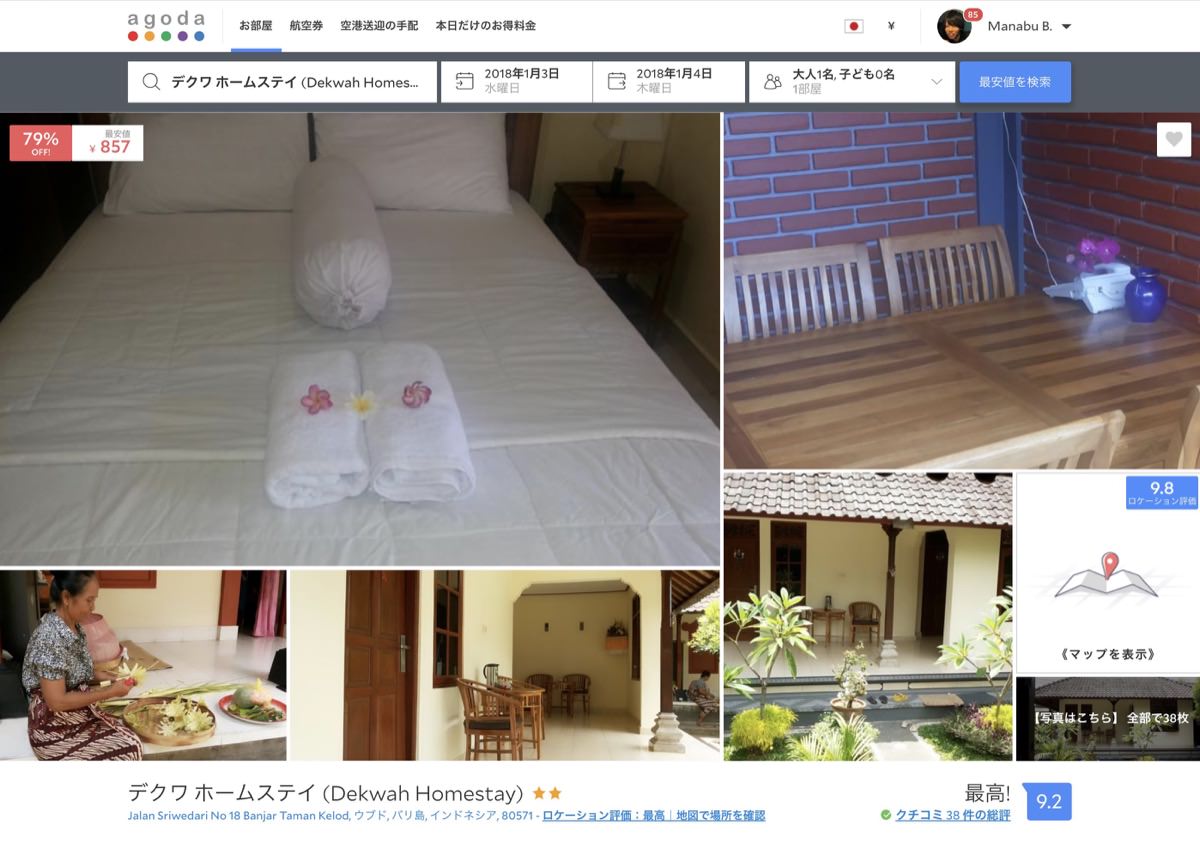 agoda
お部屋
航空券
空港送迎の手配
本日だけのお得料金
¥
85
Manabu B.
デクワ ホームステイ (Dekwah Homes...
2018年1月3日
水曜日
2018年1月4日
木曜日
大人1名, 子ども0名
1部屋
最安値を検索
79%
OFF!
最安値
¥ 857
9.8
ロケーション評価
《マップを表示》
【写真はこちら】 全部で38枚
デクワ ホームステイ (Dekwah Homestay)
Jalan Sriwedari No 18 Banjar Taman Kelod, ウブド, バリ島, インドネシア, 80571 - ロケーション評価：最高｜地図で場所を確認
最高!
クチコミ 38 件の総評
9.2